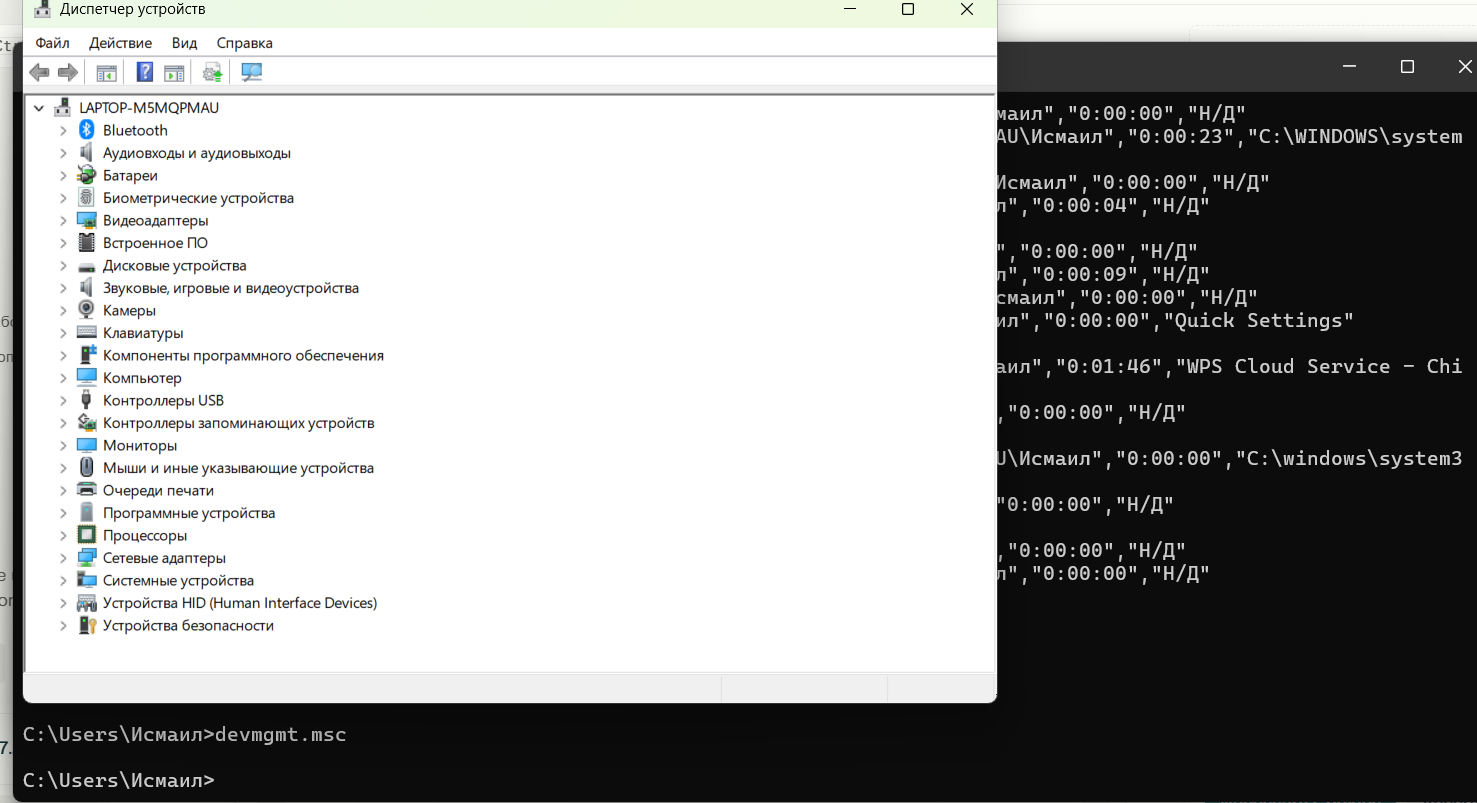 Диспетчер устройств
Файл Действие Вид Справка
LAPTOP-M5MQPMAU
Bluetooth
Аудиовходы и аудиовыходы
Батареи
Биометрические устройства
Видеоадаптеры
Встроенное ПО
Дисковые устройства
Звуковые, игровые и видеоустройства
Камеры
Клавиатуры
Компоненты программного обеспечения
Компьютер
Контроллеры USB
Контроллеры запоминающих устройств
Мониторы
Мыши и иные указывающие устройства
Очереди печати
Программные устройства
Процессоры
Сетевые адаптеры
Системные устройства
Устройства HID (Human Interface Devices)
Устройства безопасности
маил","0:00:00","Н/Д"
AU\Исмаил","0:00:23","C:\WINDOWS\system
Исмаил","0:00:00","Н/Д"
л","0:00:04","Н/Д"
","0:00:00","Н/Д"
л","0:00:09","Н/Д"
смаил","0:00:00","Н/Д"
ил","0:00:00","Quick Settings"
аил","0:01:46","WPS Cloud Service - Chi
,"0:00:00","Н/Д"
U\Исмаил","0:00:00","C:\windows\system3
"0:00:00","Н/Д"
,"0:00:00","Н/Д"
л","0:00:00","Н/Д"
C:\Users\Исмаил>devmgmt.msc
C:\Users\Исмаил>
7.